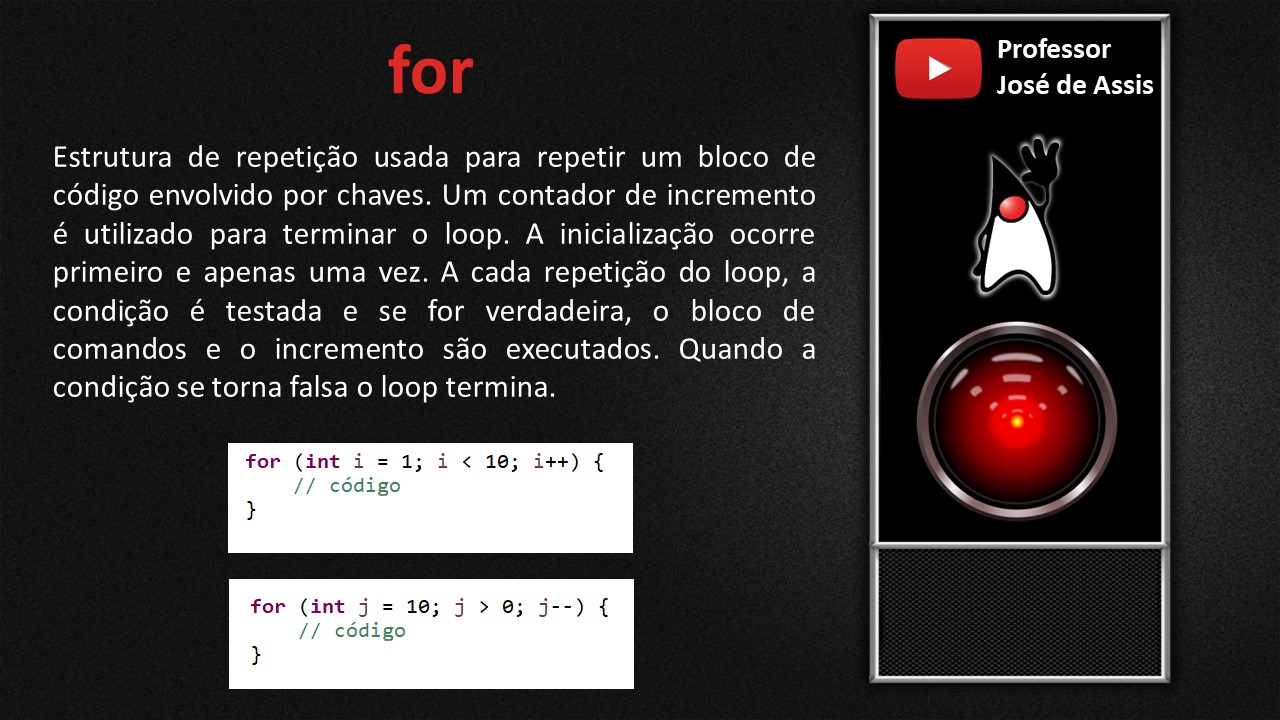 for
Estrutura de repetição usada para repetir um bloco de
código envolvido por chaves. Um contador de incremento
é utilizado para terminar o loop. A inicialização ocorre
primeiro e apenas uma vez. A cada repetição do loop, a
condição é testada e se for verdadeira, o bloco de
comandos e o incremento são executados. Quando a
condição se torna falsa o loop termina.
for (int i = 1; i < 10; i++) {
    // código
}
for (int j = 10; j > 0; j--) {
    // código
}
Professor
José de Assis